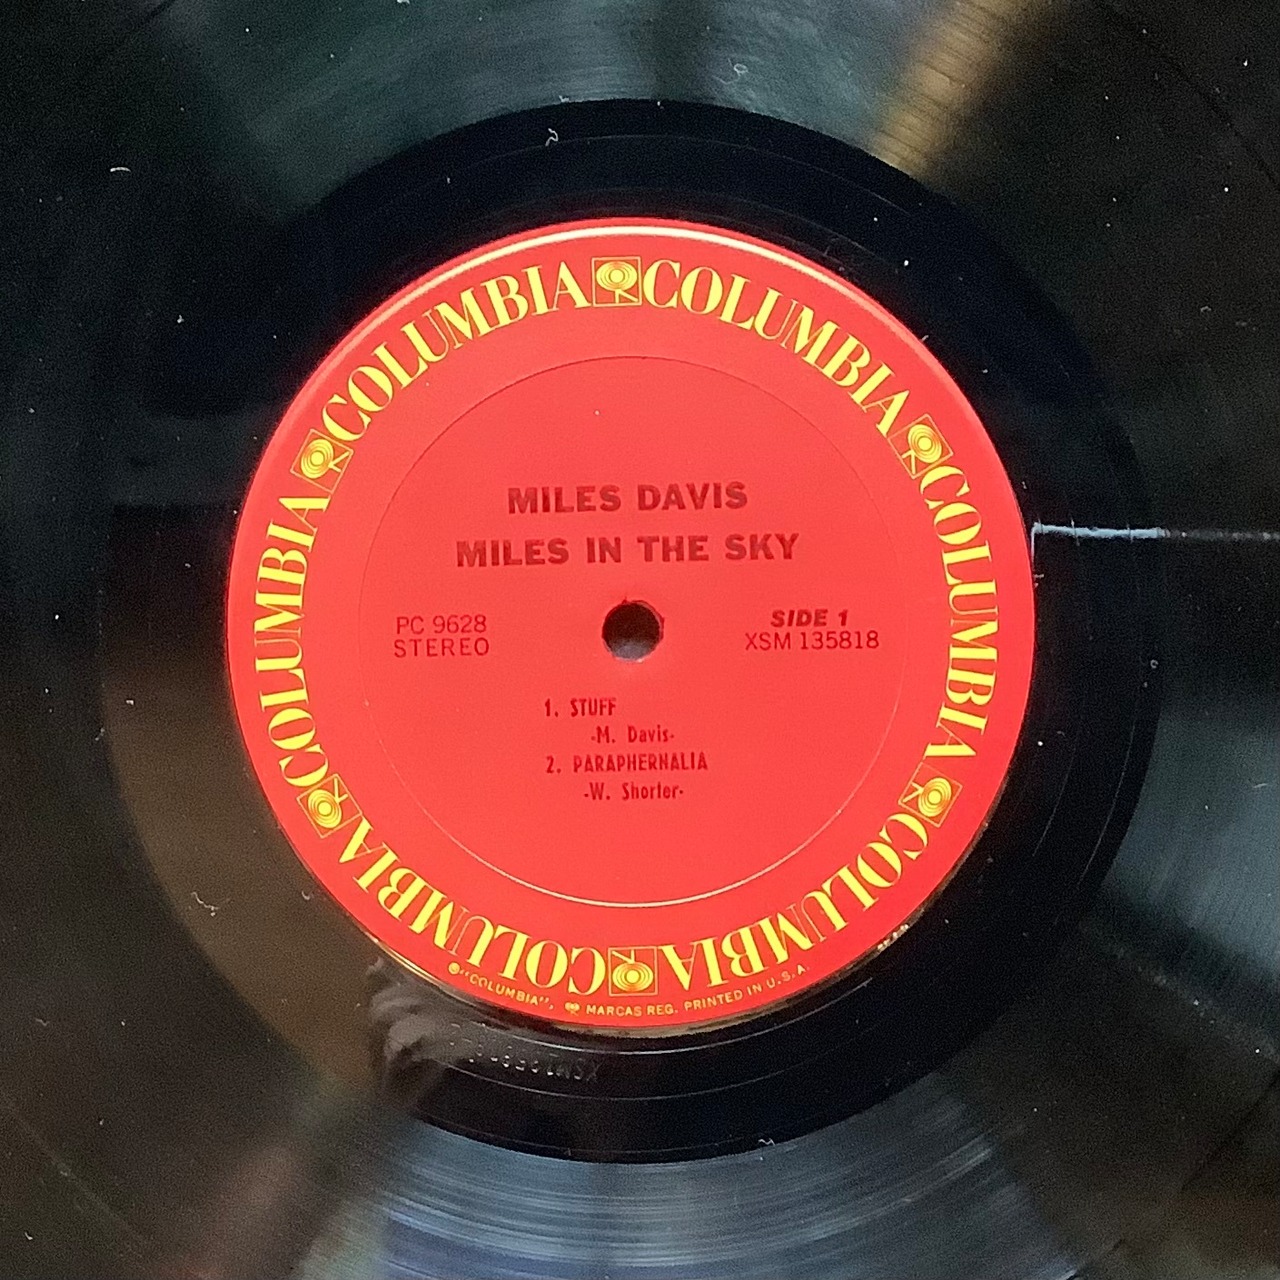 COLUMBIA COLUMBIA COLUMBIA COLUMBIA COLUMBIA COLUMBIA
MILES DAVIS
MILES IN THE SKY
PC 9628
STEREO
SIDE 1
XSM 135818
1. STUFF
-M. Davis-
2. PARAPHERNALIA
-W. Shorter-
"COLUMBIA", MARCAS REG. PRINTED IN U.S.A.